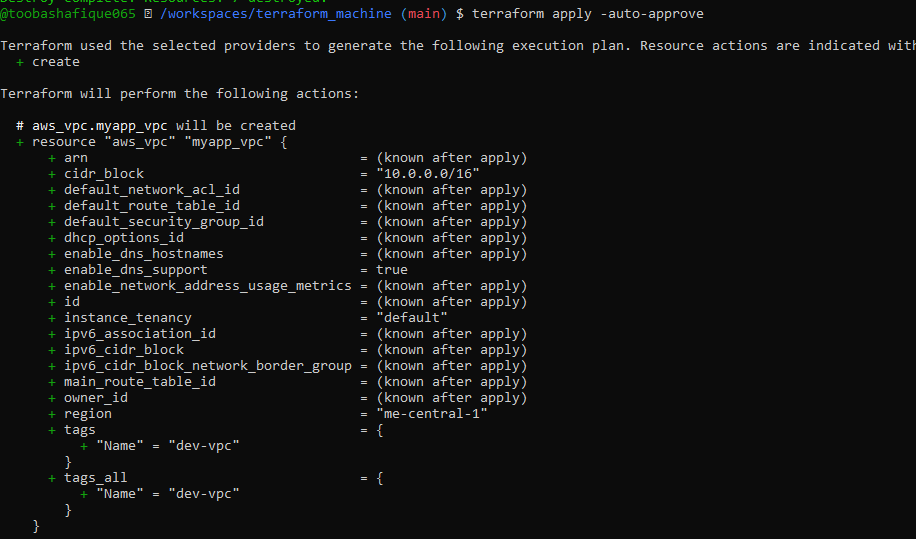 Destroy complete! Resources: 7 destroyed.
@toobashafique065 /workspaces/terraform_machine (main) $ terraform apply -auto-approve
Terraform used the selected providers to generate the following execution plan. Resource actions are indicated with
+ create
Terraform will perform the following actions:
# aws_vpc.myapp_vpc will be created
+ resource "aws_vpc" "myapp_vpc" {
+ arn = (known after apply)
+ cidr_block = "10.0.0.0/16"
+ default_network_acl_id = (known after apply)
+ default_route_table_id = (known after apply)
+ default_security_group_id = (known after apply)
+ dhcp_options_id = (known after apply)
+ enable_dns_hostnames = (known after apply)
+ enable_dns_support = true
+ enable_network_address_usage_metrics = (known after apply)
+ id = (known after apply)
+ instance_tenancy = "default"
+ ipv6_association_id = (known after apply)
+ ipv6_cidr_block = (known after apply)
+ ipv6_cidr_block_network_border_group = (known after apply)
+ main_route_table_id = (known after apply)
+ owner_id = (known after apply)
+ region = "me-central-1"
+ tags = {
+ "Name" = "dev-vpc"
}
+ tags_all = {
+ "Name" = "dev-vpc"
}
}